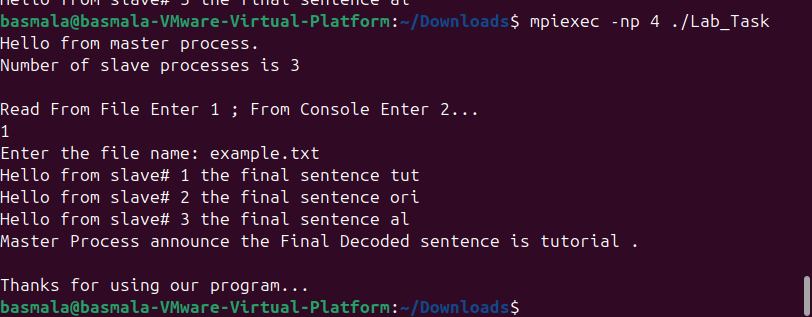 Hello from slave# 3 the final sentence al
basmala@basmala-VMware-Virtual-Platform:~/Downloads$ mpiexec -np 4 ./Lab_Task
Hello from master process.
Number of slave processes is 3
Read From File Enter 1 ; From Console Enter 2...
1
Enter the file name: example.txt
Hello from slave# 1 the final sentence tut
Hello from slave# 2 the final sentence ori
Hello from slave# 3 the final sentence al
Master Process announce the Final Decoded sentence is tutorial .
Thanks for using our program...
basmala@basmala-VMware-Virtual-Platform:~/Downloads$